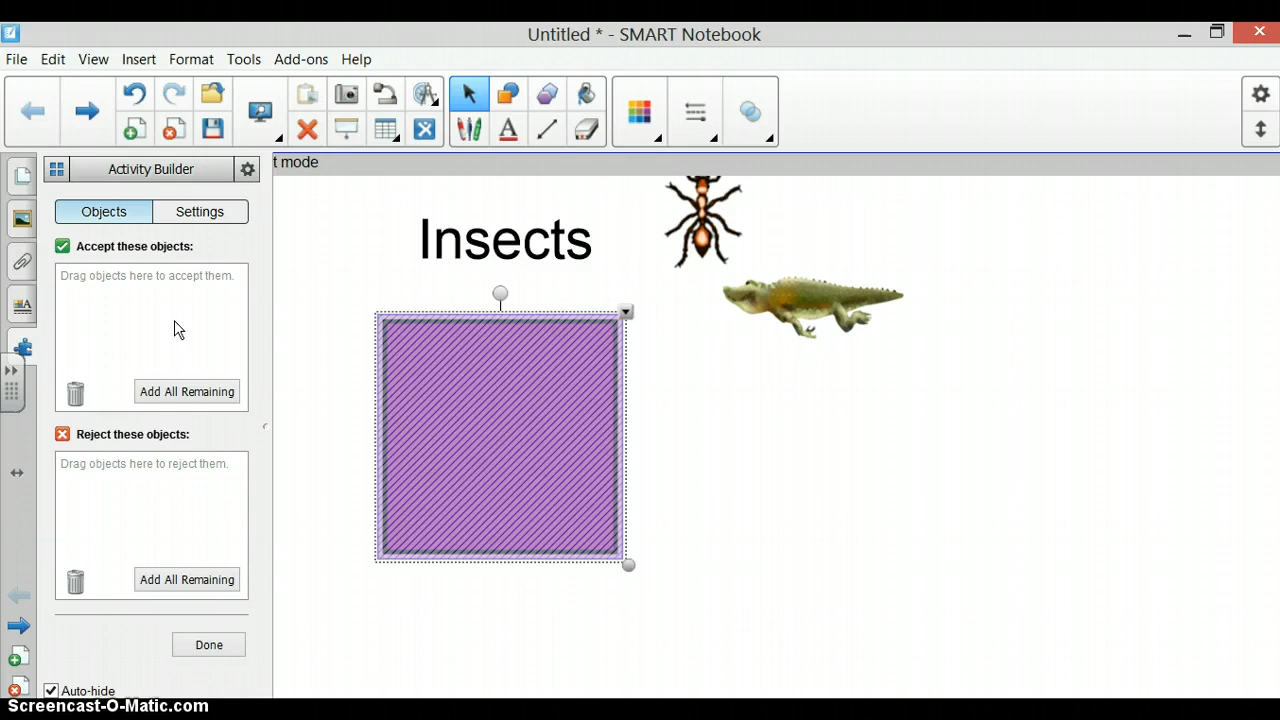 Untitled * - SMART Notebook
File Edit View Insert Format Tools Add-ons Help
Activity Builder
t mode
Objects Settings
Accept these objects:
Drag objects here to accept them.
Add All Remaining
Reject these objects:
Drag objects here to reject them.
Add All Remaining
Done
Auto-hide
Insects
Screencast-O-Matic.com